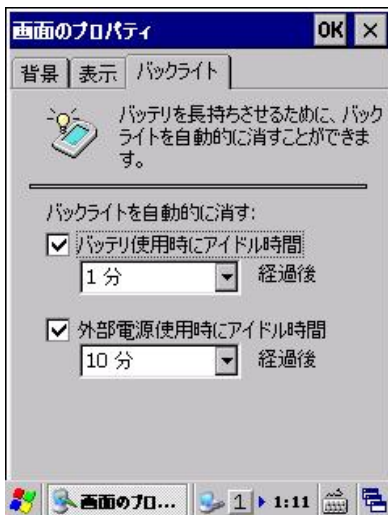 画面のプロパティ OK ×
背景 表示 バックライト
バッテリを長持ちさせるために、バック
ライトを自動的に消すことができま
す。
バックライトを自動的に消す:
バッテリ使用時にアイドル時間
1 分 経過後
外部電源使用時にアイドル時間
10 分 経過後
画面のプロ... 1 1:11